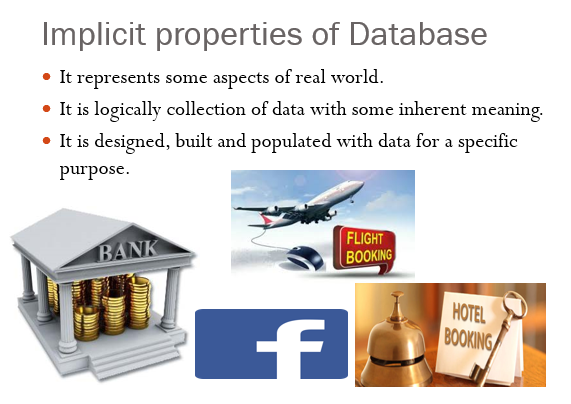 Implicit properties of Database
• It represents some aspects of real world.
• It is logically collection of data with some inherent meaning.
• It is designed, built and populated with data for a specific
purpose.
FLIGHT
BOOKING
BANK
f
HOTEL
BOOKING